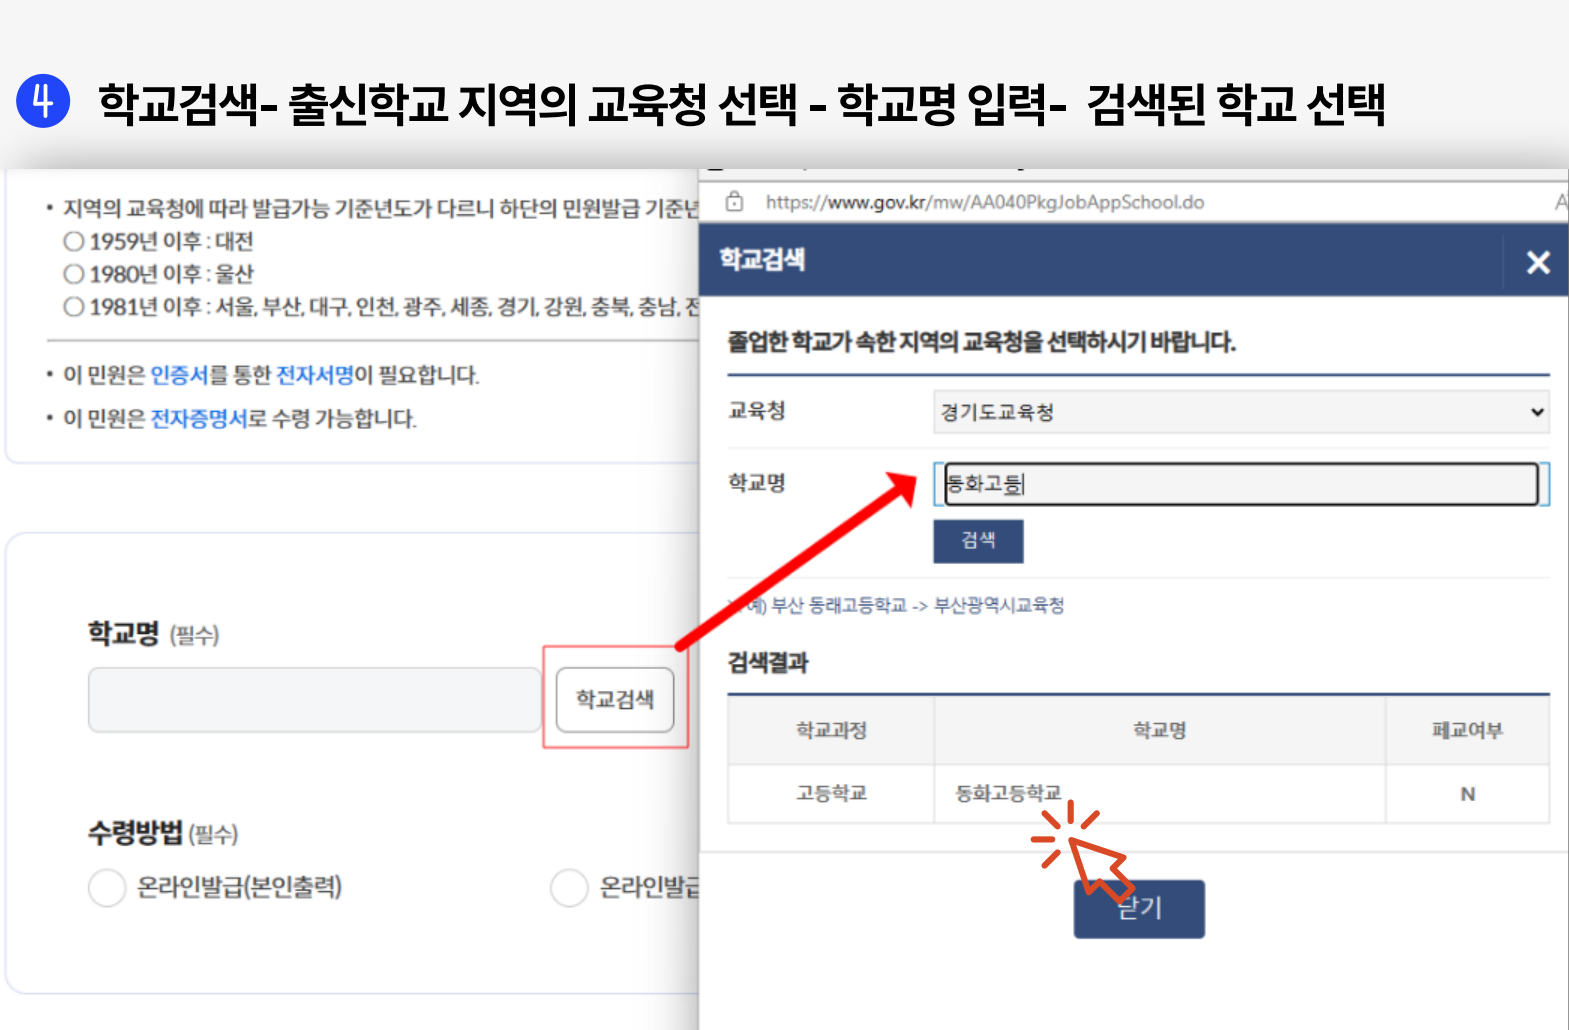 4 학교검색- 출신학교 지역의 교육청 선택 - 학교명 입력- 검색된 학교 선택
• 지역의 교육청에 따라 발급가능 기준년도가 다르니 하단의 민원발급 기준년
○ 1959년 이후 : 대전
○ 1980년 이후 : 울산
○ 1981년 이후 : 서울, 부산, 대구, 인천, 광주, 세종, 경기, 강원, 충북, 충남,
• 이 민원은 인증서를 통한 전자서명이 필요합니다.
• 이 민원은 전자증명서로 수령 가능합니다.
학교명 (필수)
학교검색
수령방법 (필수)
온라인발급(본인출력)
온라인발급
https://www.gov.kr/mw/AA040PkgJobAppSchool.do
학교검색
졸업한 학교가 속한 지역의 교육청을 선택하시기 바랍니다.
교육청
경기도교육청
학교명
동화고등
검색
예) 부산 동래고등학교 -> 부산광역시교육청
검색결과
학교과정 학교명 폐교여부
고등학교 동화고등학교 N
닫기